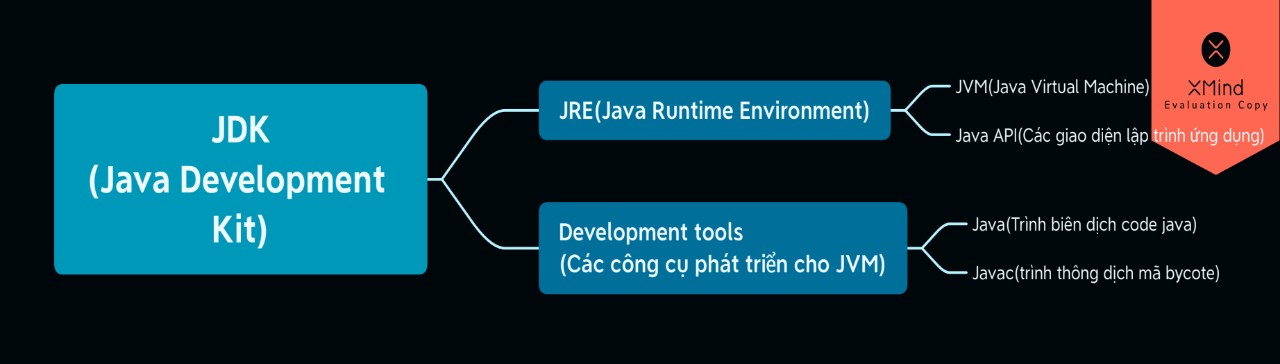 JDK
(Java Development
Kit)
JRE(Java Runtime Environment)
JVM(Java Virtual Machine)
Java API(Các giao diện lập trình ứng dụng)
XMind
Evaluation Copy
Development tools
(Các công cụ phát triển cho JVM)
Java(Trình biên dịch code java)
Javac(trình thông dịch mã bycote)